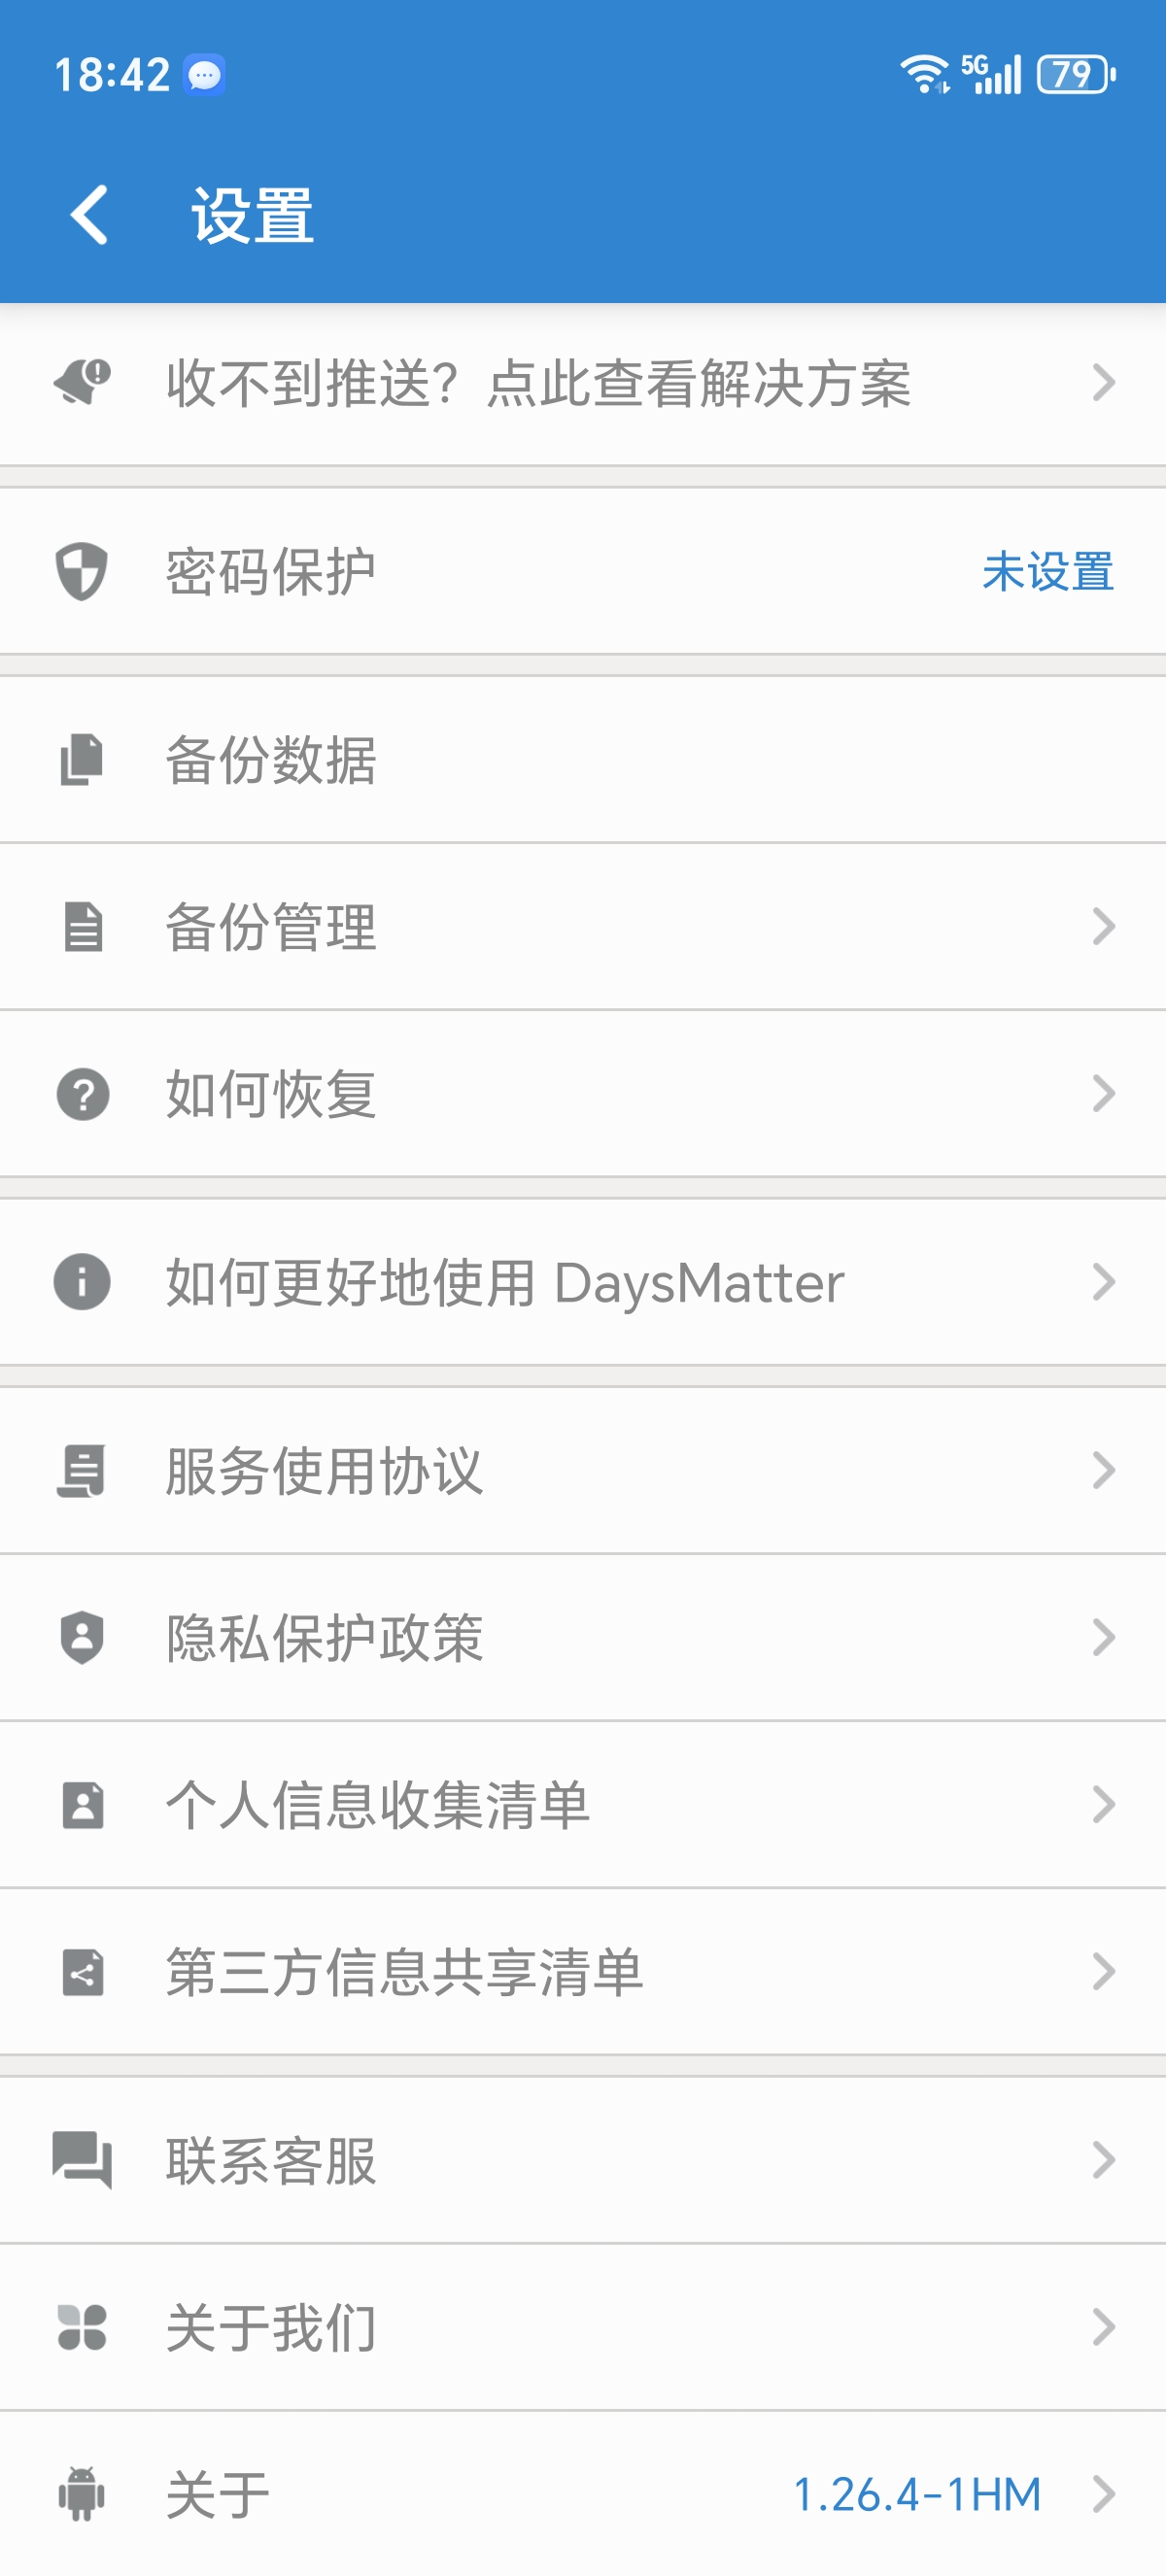 18:42
5G
79
设置
收不到推送？点此查看解决方案
密码保护
未设置
备份数据
备份管理
如何恢复
如何更好地使用 DaysMatter
服务使用协议
隐私保护政策
个人信息收集清单
第三方信息共享清单
联系客服
关于我们
关于
1.26.4-1HM